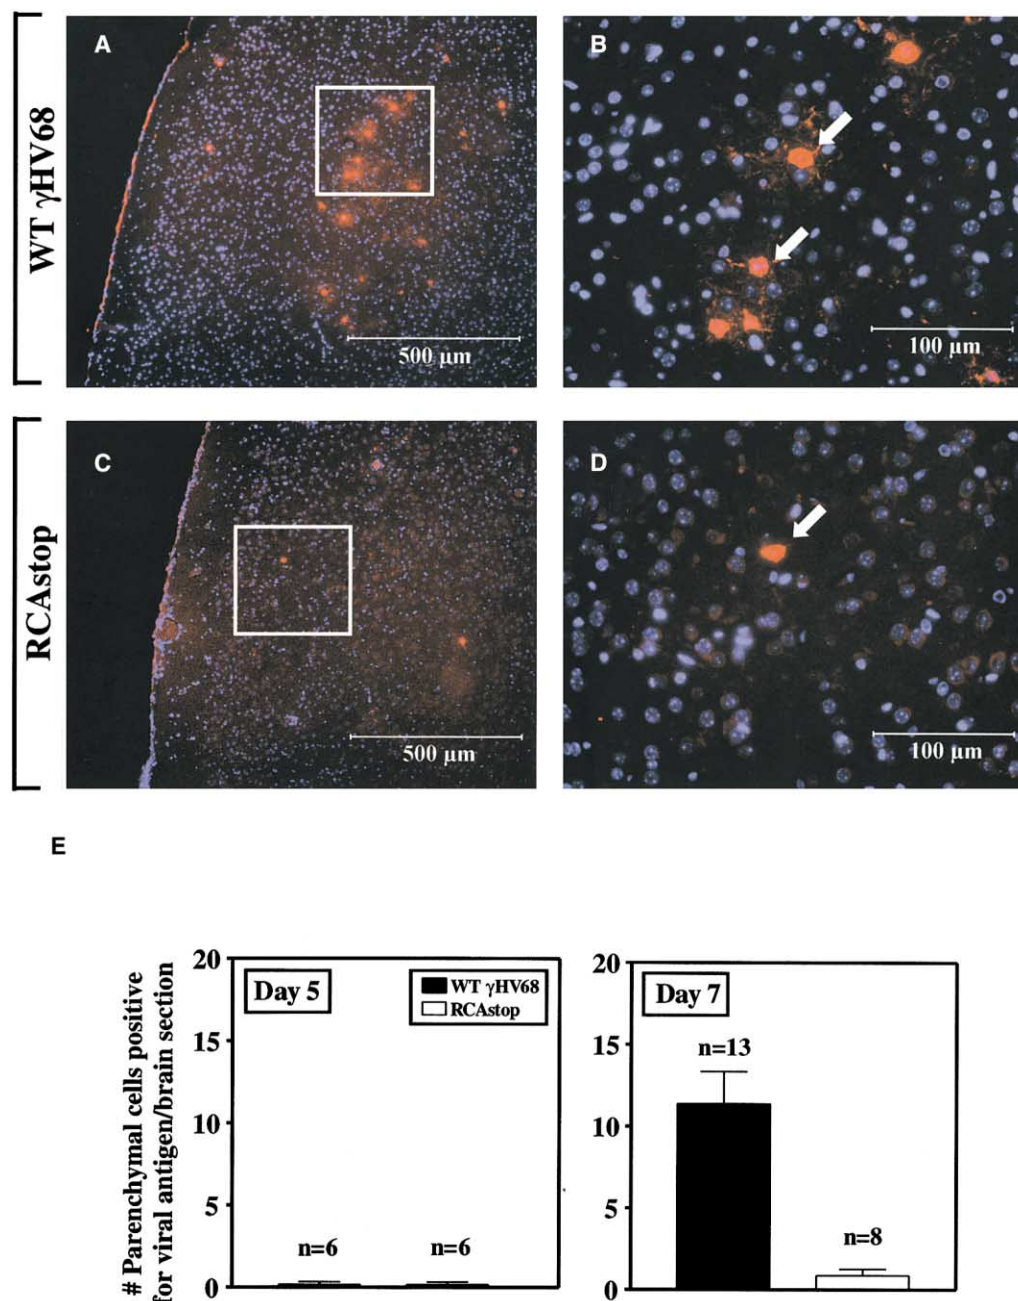 WT γHV68
A
500 μm
B
100 μm
RCAstop
C
500 μm
D
100 μm
E
# Parenchymal cells positive
for viral antigen/brain section
20
15
10
5
0
Day 5
WT γHV68
RCAstop
n=6
n=6
20
15
10
5
0
Day 7
n=13
n=8